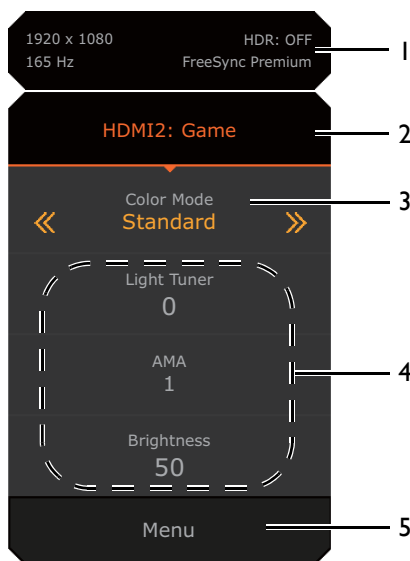 1920 x 1080 HDR: OFF
165 Hz FreeSync Premium
1
HDMI2: Game
2
Color Mode
3
« Standard »
Light Tuner
0
AMA
1
4
Brightness
50
Menu
5